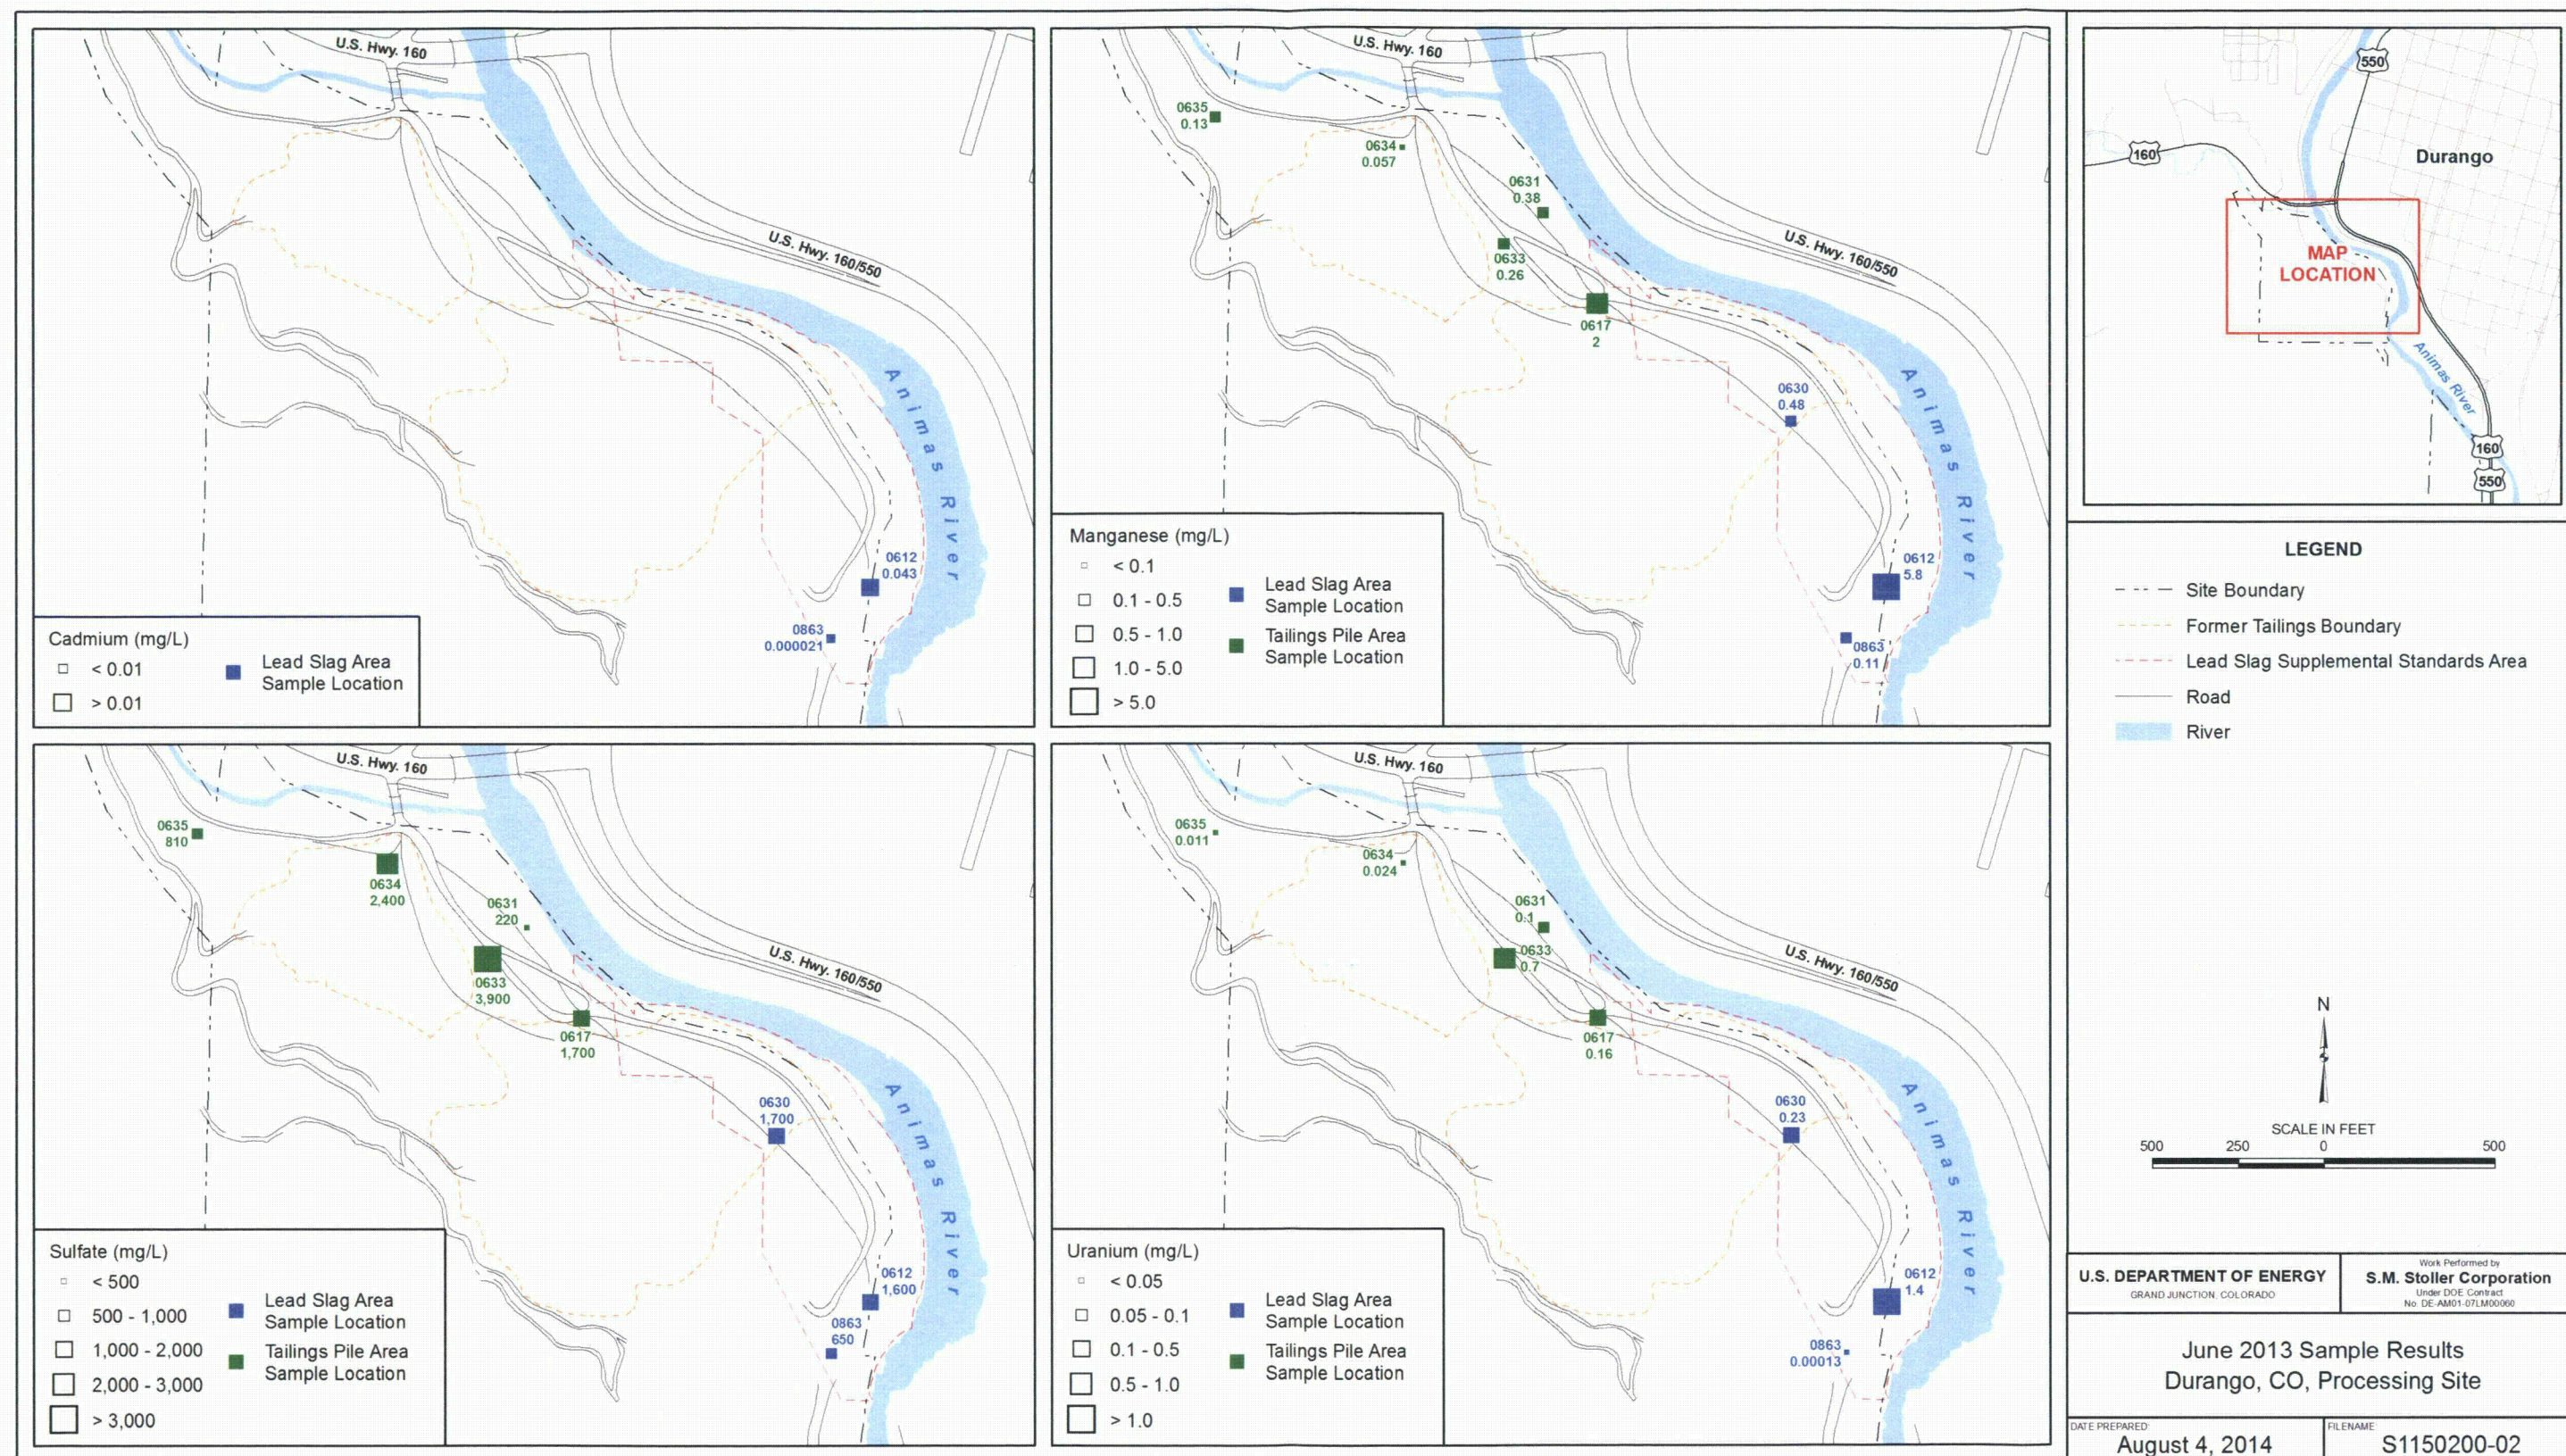 U.S. Hwy. 160
U.S. Hwy. 160/550
Animas River
0612
0.043
0863
0.000021
Cadmium (mg/L)
< 0.01
> 0.01
Lead Slag Area
Sample Location
U.S. Hwy. 160
0635
0.13
0634
0.057
0631
0.38
0633
0.26
0617
2
U.S. Hwy. 160/550
0630
0.48
Animas River
0612
5.8
0863
0.11
Manganese (mg/L)
< 0.1
0.1 - 0.5
0.5 - 1.0
1.0 - 5.0
> 5.0
Lead Slag Area
Sample Location
Tailings Pile Area
Sample Location
U.S. Hwy. 160
0635
810
0634
2,400
0631
220
0633
3,900
0617
1,700
U.S. Hwy. 160/550
0630
1,700
Animas River
0612
1,600
0863
650
Sulfate (mg/L)
< 500
500 - 1,000
1,000 - 2,000
2,000 - 3,000
> 3,000
Lead Slag Area
Sample Location
Tailings Pile Area
Sample Location
U.S. Hwy. 160
0635
0.011
0634
0.024
0631
0.1
0633
0.7
0617
0.16
U.S. Hwy. 160/550
0630
0.23
Animas River
0612
1.4
0863
0.00013
Uranium (mg/L)
< 0.05
0.05 - 0.1
0.1 - 0.5
0.5 - 1.0
> 1.0
Lead Slag Area
Sample Location
Tailings Pile Area
Sample Location
550
160
Durango
MAP
LOCATION
Animas River
160
550
LEGEND
Site Boundary
Former Tailings Boundary
Lead Slag Supplemental Standards Area
Road
River
N
SCALE IN FEET
500 250 0 500
U.S. DEPARTMENT OF ENERGY
GRAND JUNCTION, COLORADO
Work Performed by
S.M. Stoller Corporation
Under DOE Contract
No. DE-AM01-07LM00060
June 2013 Sample Results
Durango, CO, Processing Site
DATE PREPARED:
August 4, 2014
FILENAME:
S1150200-02